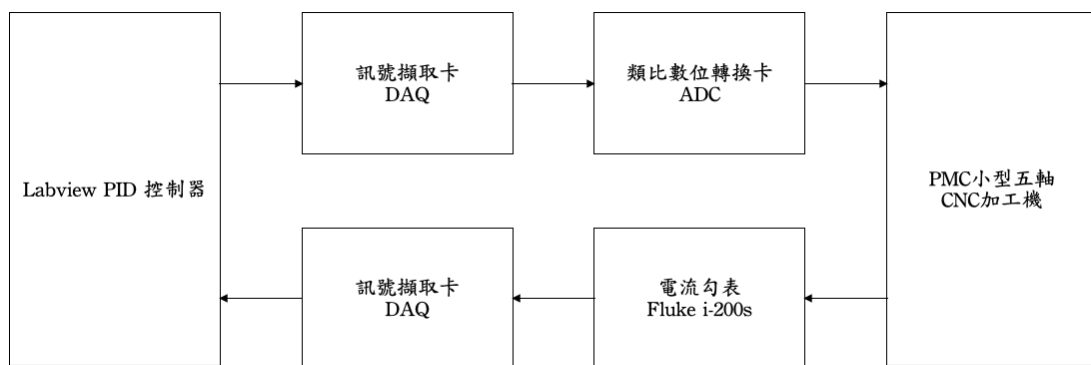 訊號擷取卡
DAQ
類比數位轉換卡
ADC
Labview PID 控制器
PMC小型五軸
CNC加工機
訊號擷取卡
DAQ
電流勾表
Fluke i-200s